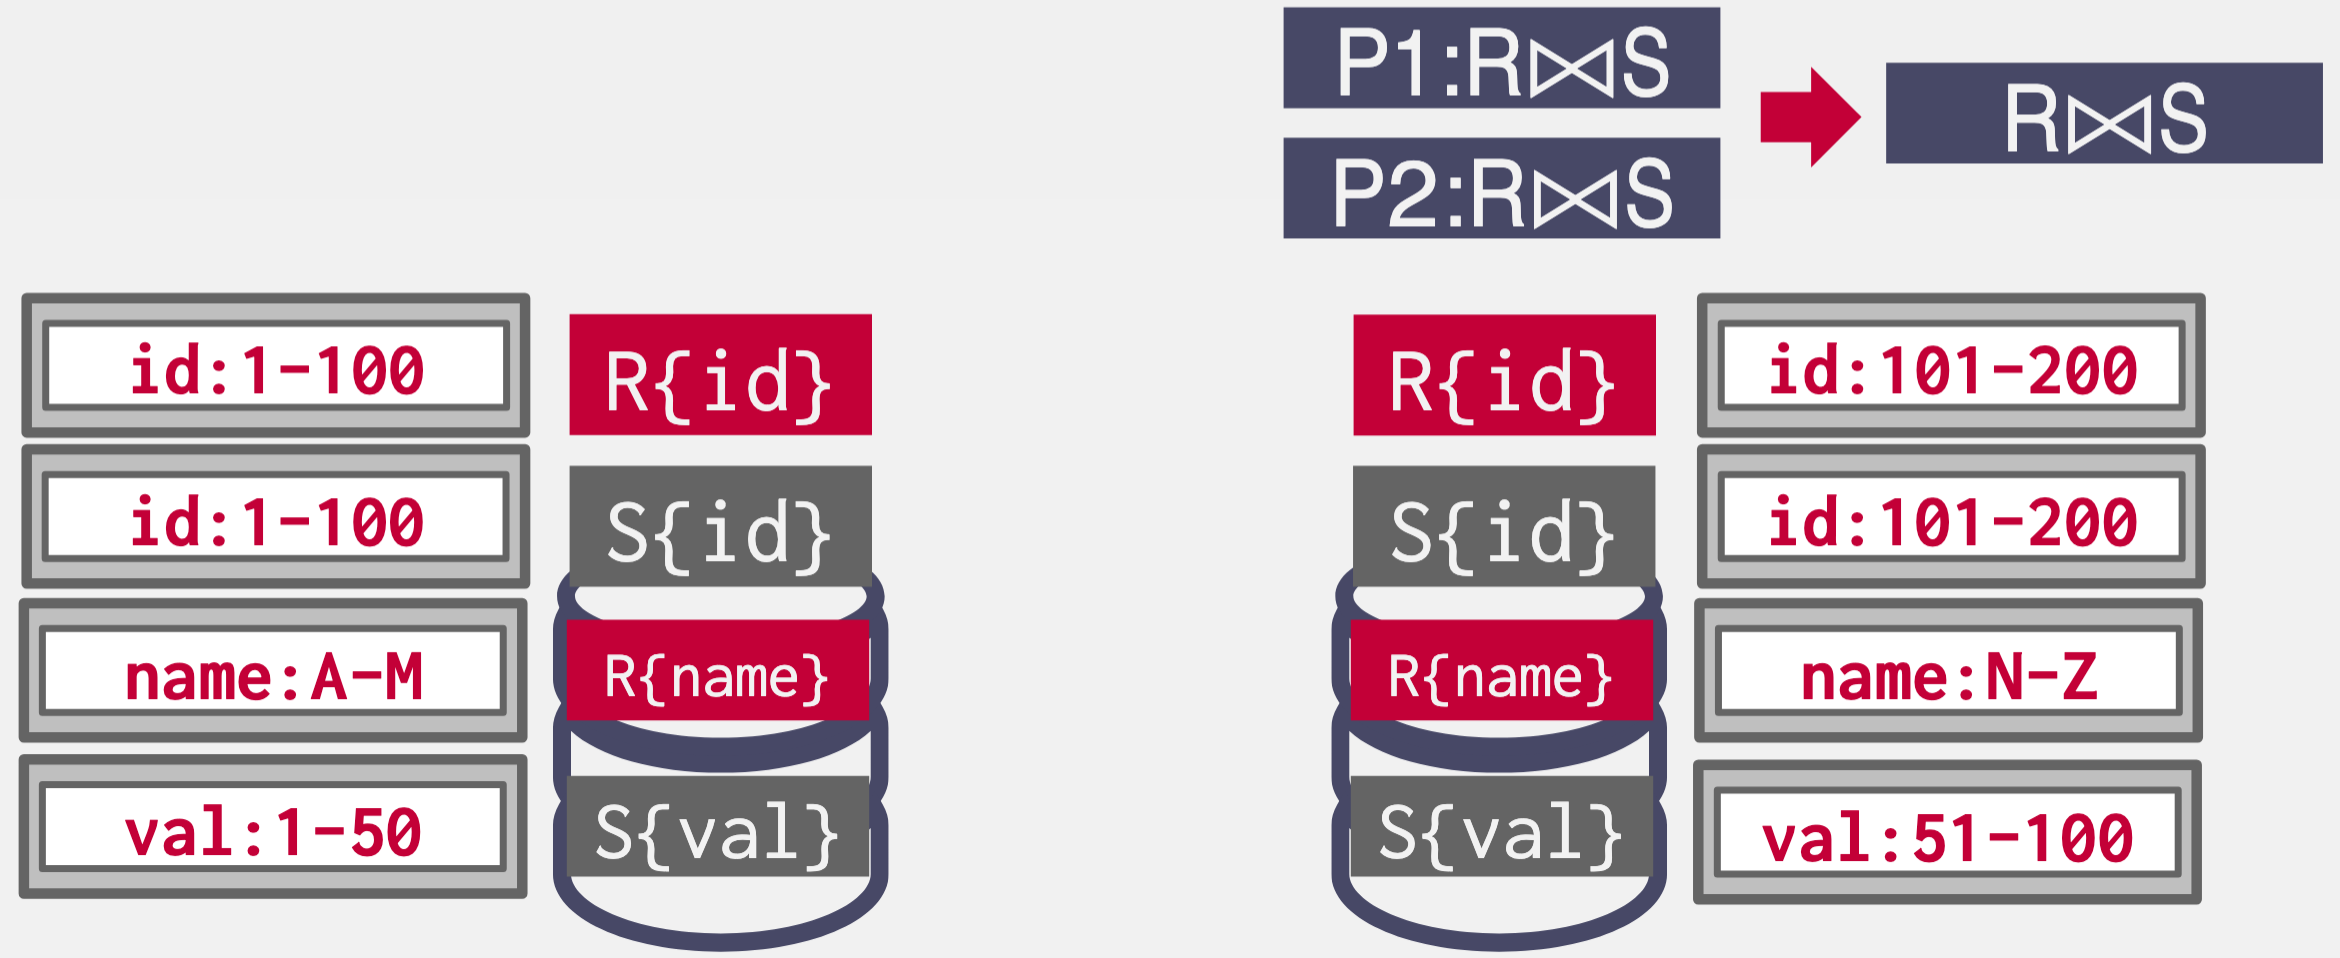 P1:R⋈S
P2:R⋈S
R⋈S
id:1-100
R{id}
id:1-100
S{id}
name:A-M
R{name}
val:1-50
S{val}
R{id}
id:101-200
S{id}
id:101-200
R{name}
name:N-Z
S{val}
val:51-100